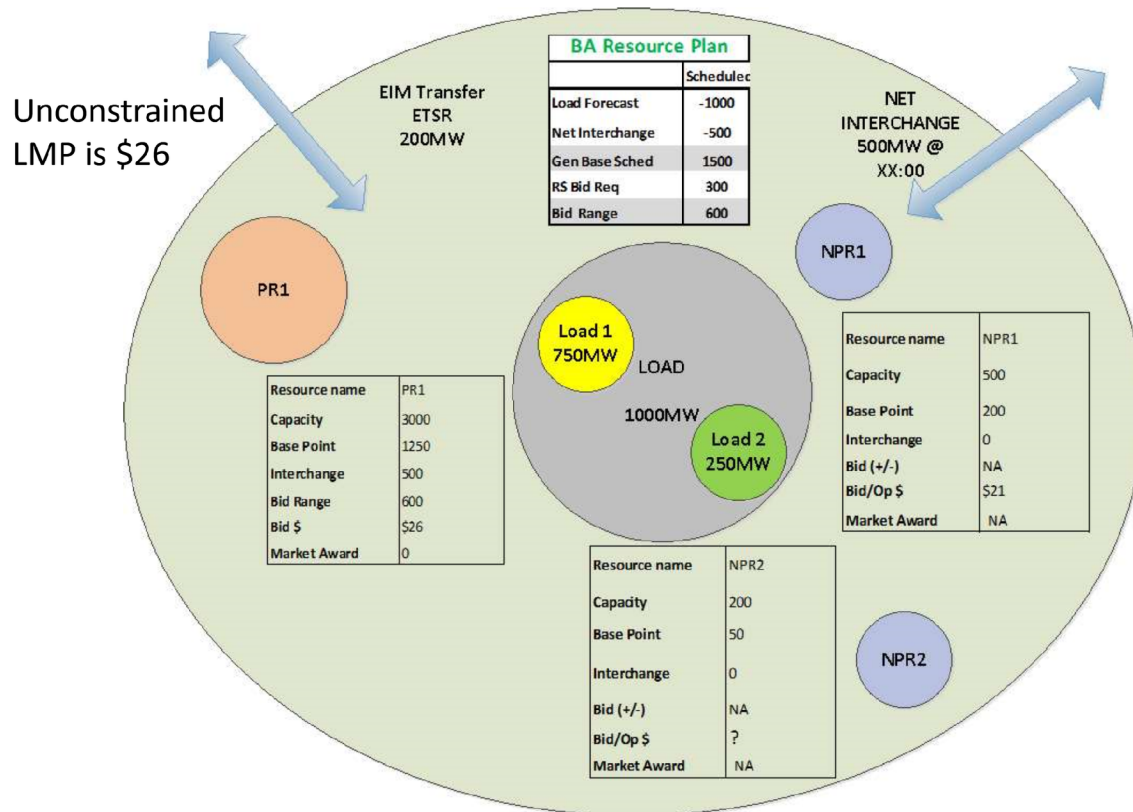 Unconstrained
LMP is $26
EIM Transfer
ETSR
200MW
BA Resource Plan
Scheduled
Load Forecast -1000
Net Interchange -500
Gen Base Sched 1500
RS Bid Req 300
Bid Range 600
NET
INTERCHANGE
500MW @
XX:00
PR1
NPR1
Load 1
750MW
LOAD
1000MW
Load 2
250MW
Resource name PR1
Capacity 3000
Base Point 1250
Interchange 500
Bid Range 600
Bid $ $26
Market Award 0
Resource name NPR1
Capacity 500
Base Point 200
Interchange 0
Bid (+/-) NA
Bid/Op $ $21
Market Award NA
Resource name NPR2
Capacity 200
Base Point 50
Interchange 0
Bid (+/-) NA
Bid/Op $ ?
Market Award NA
NPR2